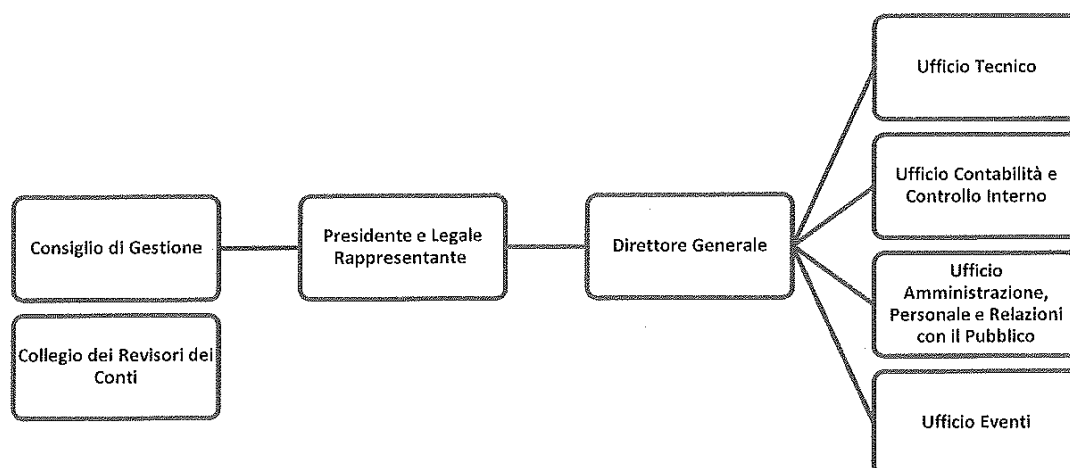 Consiglio di Gestione
Collegio dei Revisori dei
Conti
Presidente e Legale
Rappresentante
Direttore Generale
Ufficio Tecnico
Ufficio Contabilità e
Controllo Interno
Ufficio
Amministrazione,
Personale e Relazioni
con il Pubblico
Ufficio Eventi